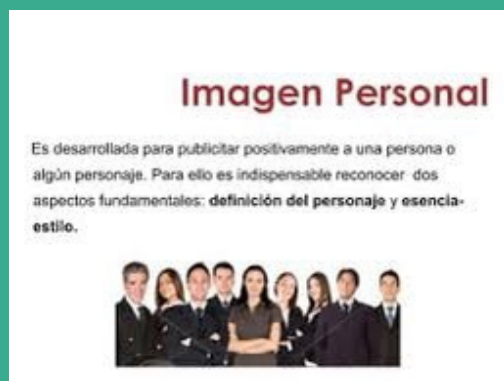 Imagen Personal
Es desarrollada para publicitar positivamente a una persona o
algún personaje. Para ello es indispensable reconocer dos
aspectos fundamentales: definición del personaje y esencia-
estilo.